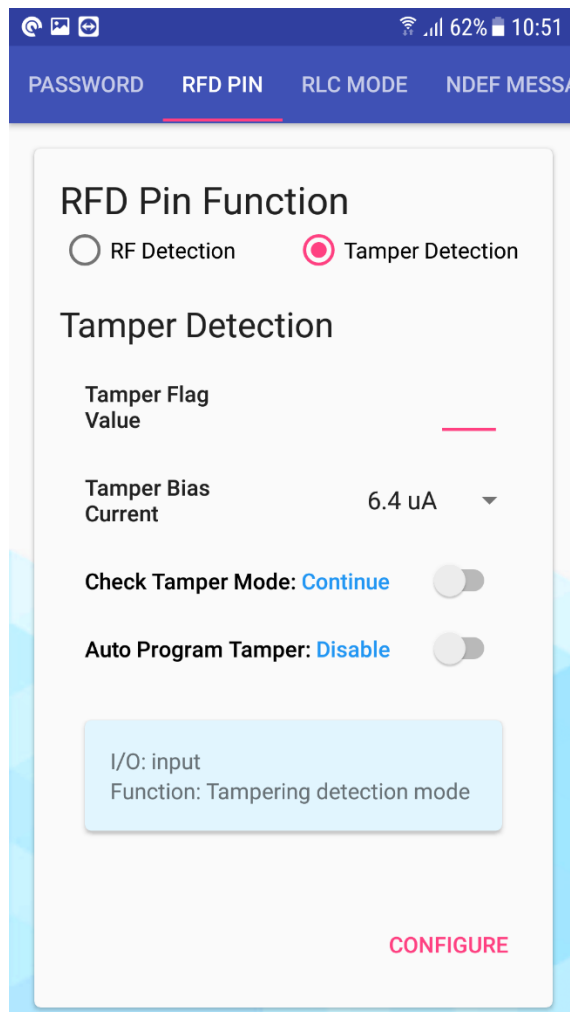 62% 10:51
PASSWORD RFD PIN RLC MODE NDEF MESSA
RFD Pin Function
RF Detection Tamper Detection
Tamper Detection
Tamper Flag
Value
Tamper Bias
Current
6.4 uA
Check Tamper Mode: Continue
Auto Program Tamper: Disable
I/O: input
Function: Tampering detection mode
CONFIGURE